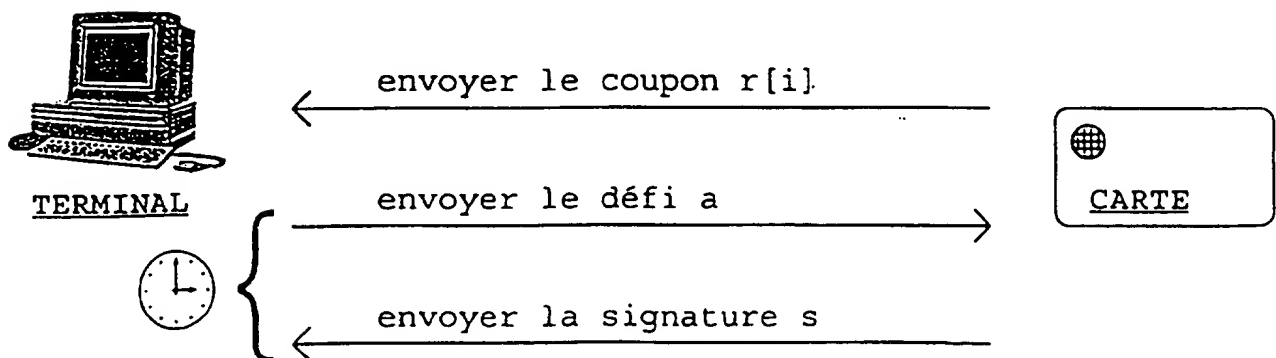 envoyer le coupon r[i].
TERMINAL
envoyer le défi a
CARTE
envoyer la signature s